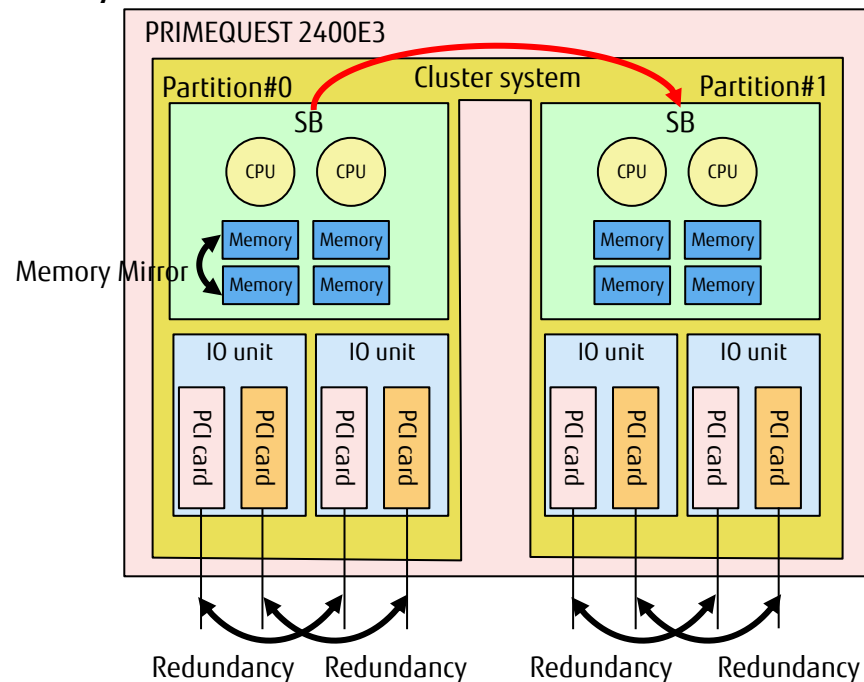 PRIMEQUEST 2400E3
Cluster system
Partition#0
Partition#1
SB
SB
CPU
CPU
CPU
CPU
Memory
Memory
Memory
Memory
Memory Mirror
Memory
Memory
Memory
Memory
IO unit
IO unit
IO unit
IO unit
PCI card
PCI card
PCI card
PCI card
PCI card
PCI card
PCI card
PCI card
Redundancy
Redundancy
Redundancy
Redundancy